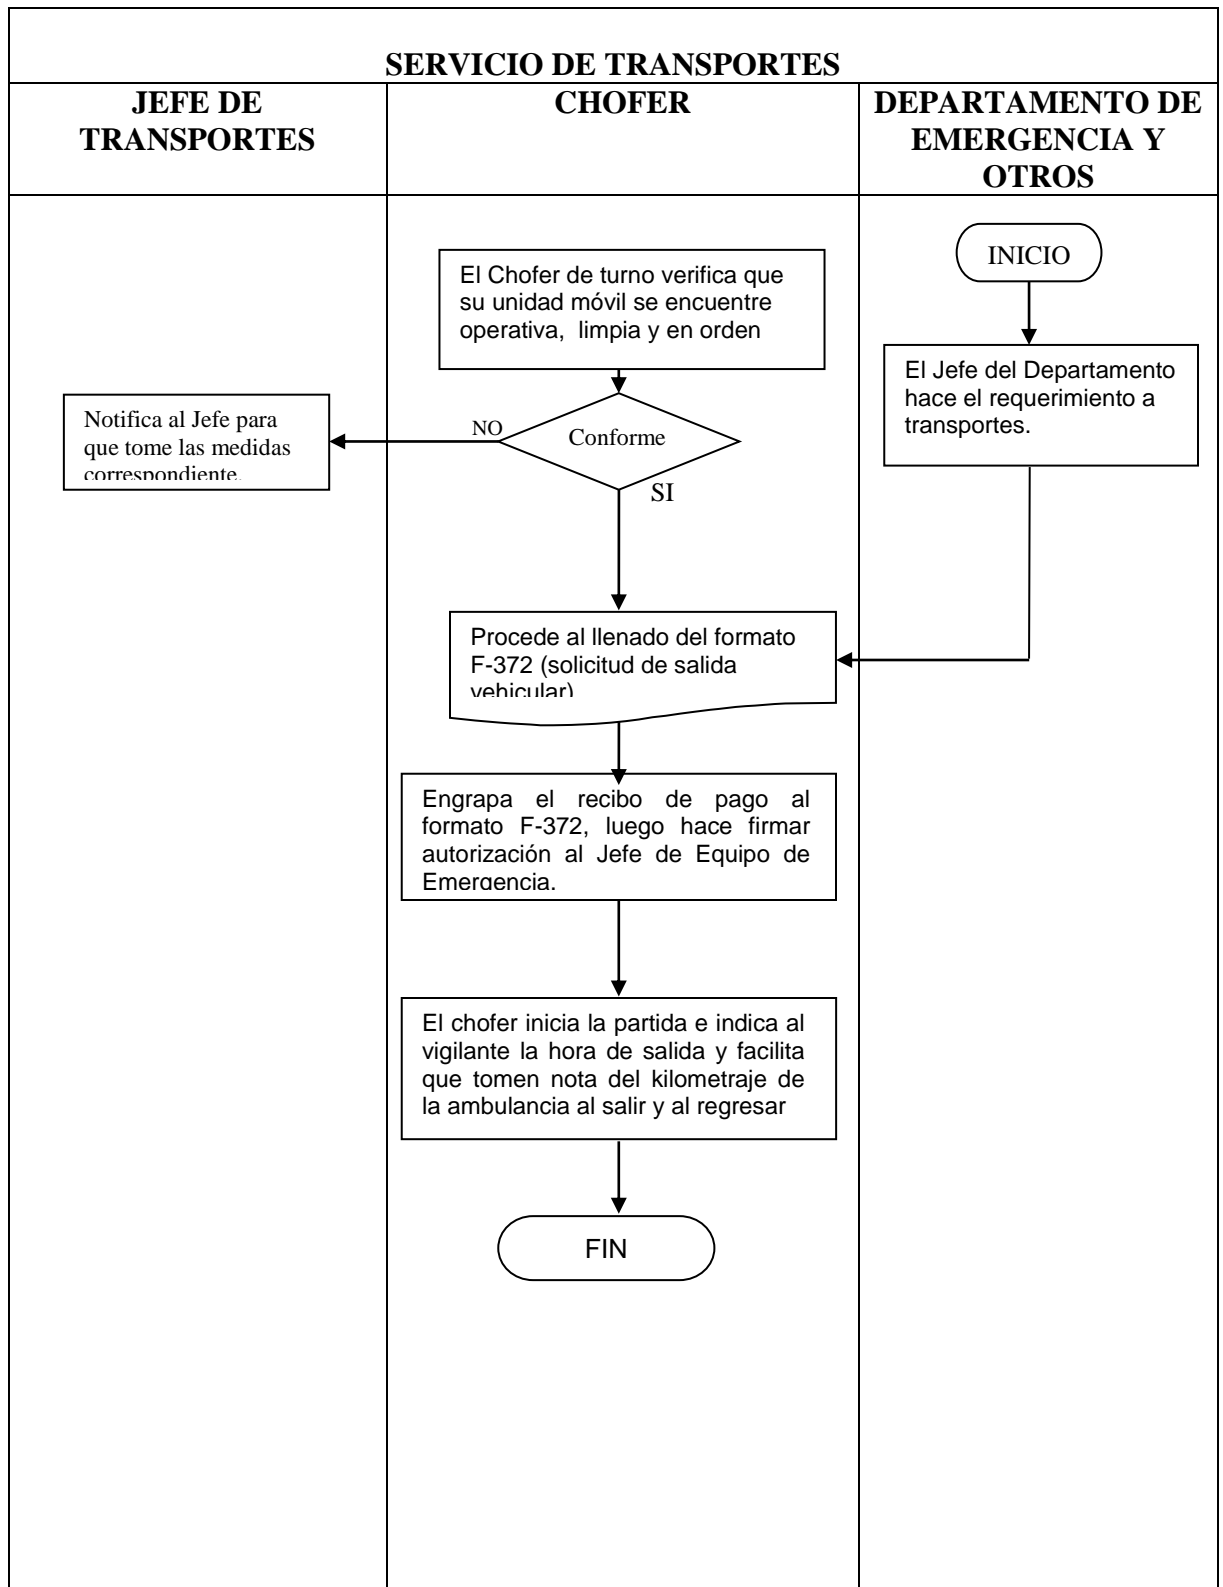 SERVICIO DE TRANSPORTES
JEFE DE
TRANSPORTES
CHOFER
DEPARTAMENTO DE
EMERGENCIA Y
OTROS
INICIO
El Chofer de turno verifica que
su unidad móvil se encuentre
operativa, limpia y en orden
El Jefe del Departamento
hace el requerimiento a
transportes.
Notifica al Jefe para
que tome las medidas
correspondiente.
NO
Conforme
SI
Procede al llenado del formato
F-372 (solicitud de salida
vehicular)
Engrapa el recibo de pago al
formato F-372, luego hace firmar
autorización al Jefe de Equipo de
Emergencia.
El chofer inicia la partida e indica al
vigilante la hora de salida y facilita
que tomen nota del kilometraje de
la ambulancia al salir y al regresar
FIN